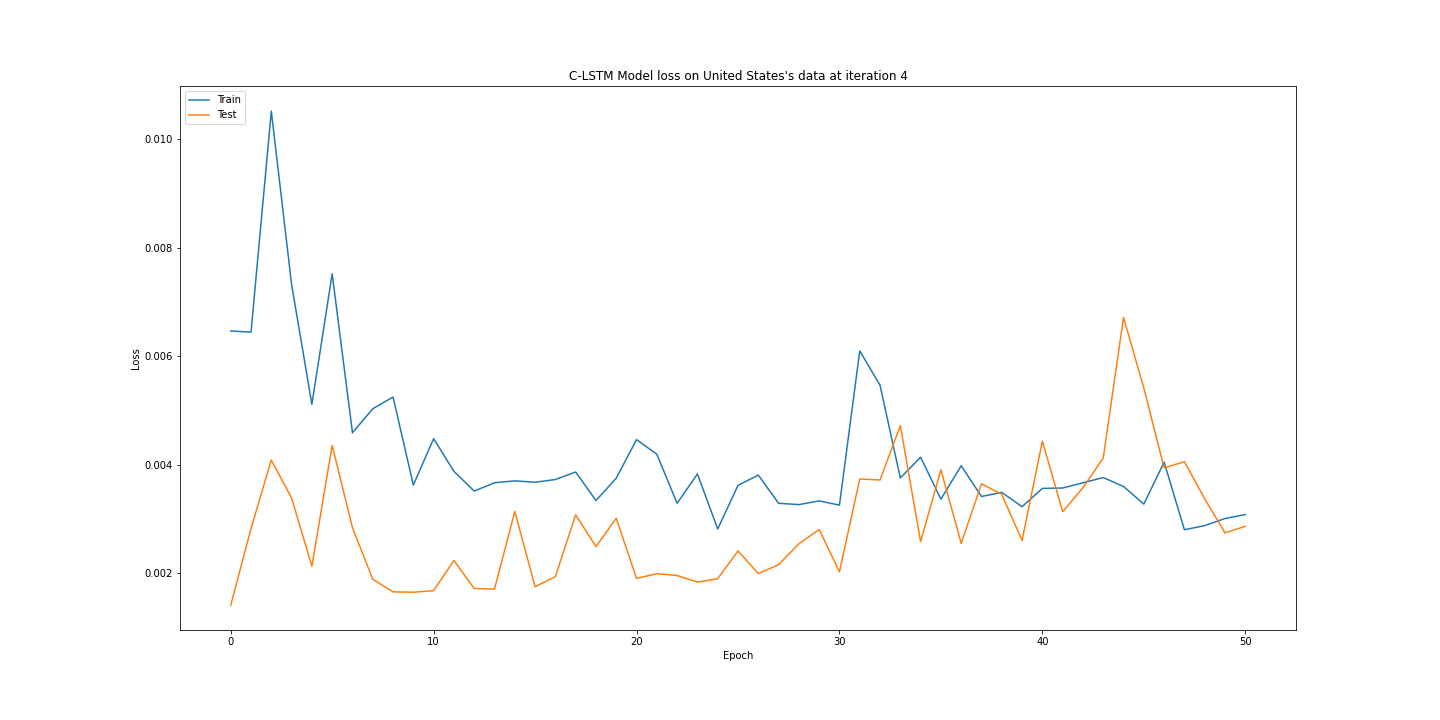 C-LSTM Model loss on United States's data at iteration 4
Train
Test
0.010
0.008
0.006
0.004
0.002
Loss
0 10 20 30 40 50
Epoch